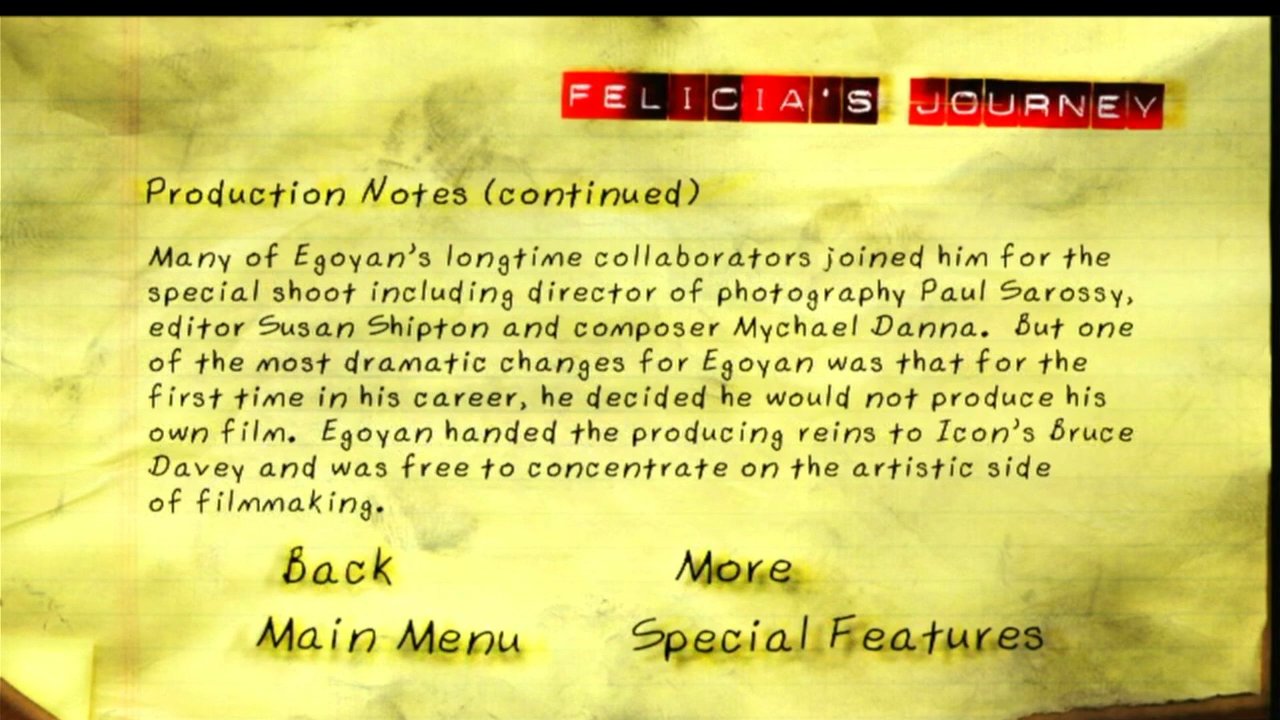 FELICIA'S JOURNEY
Production Notes (continued)
Many of Egoyan's longtime collaborators joined him for the
special shoot including director of photography Paul Sarossy,
editor Susan Shipton and composer Mychael Danna. But one
of the most dramatic changes for Egoyan was that for the
first time in his career, he decided he would not produce his
own film. Egoyan handed the producing reins to Icon's Bruce
Davey and was free to concentrate on the artistic side
of filmmaking.
Back More
Main Menu Special Features